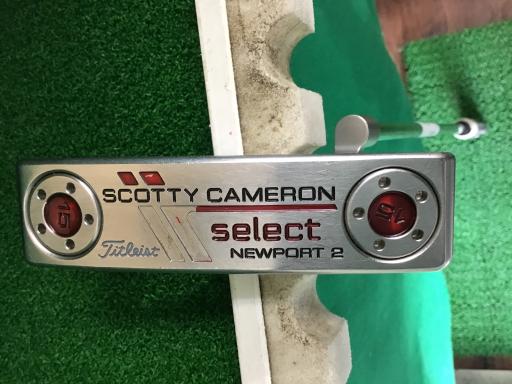 SCOTTY CAMERON
select
Titleist
NEWPORT 2
15
15